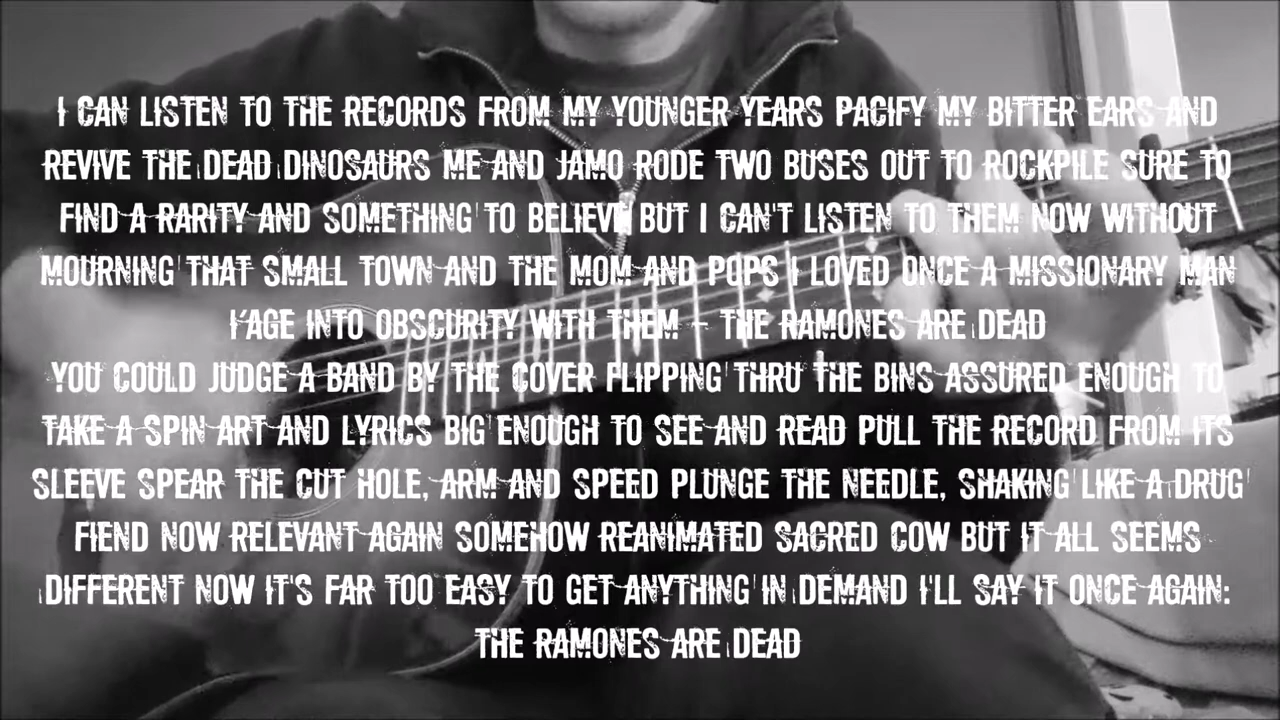 I CAN LISTEN TO THE RECORDS FROM MY YOUNGER YEARS PACIFY MY BITTER EARS AND
REVIVE THE DEAD DINOSAURS ME AND JAMO RODE TWO BUSES OUT TO ROCKPILE SURE TO
FIND A RARITY AND SOMETHING TO BELIEVE BUT I CAN'T LISTEN TO THEM NOW WITHOUT
MOURNING THAT SMALL TOWN AND THE MOM AND POPS I LOVED ONCE A MISSIONARY MAN
I AGE INTO OBSCURITY WITH THEM - THE RAMONES ARE DEAD
YOU COULD JUDGE A BAND BY THE COVER FLIPPING THRU THE BINS ASSURED ENOUGH TO
TAKE A SPIN ART AND LYRICS BIG ENOUGH TO SEE AND READ PULL THE RECORD FROM ITS
SLEEVE SPEAR THE CUT HOLE, ARM AND SPEED PLUNGE THE NEEDLE, SHAKING LIKE A DRUG
FIEND NOW RELEVANT AGAIN SOMEHOW REANIMATED SACRED COW BUT IT ALL SEEMS
DIFFERENT NOW IT'S FAR TOO EASY TO GET ANYTHING IN DEMAND I'LL SAY IT ONCE AGAIN:
THE RAMONES ARE DEAD